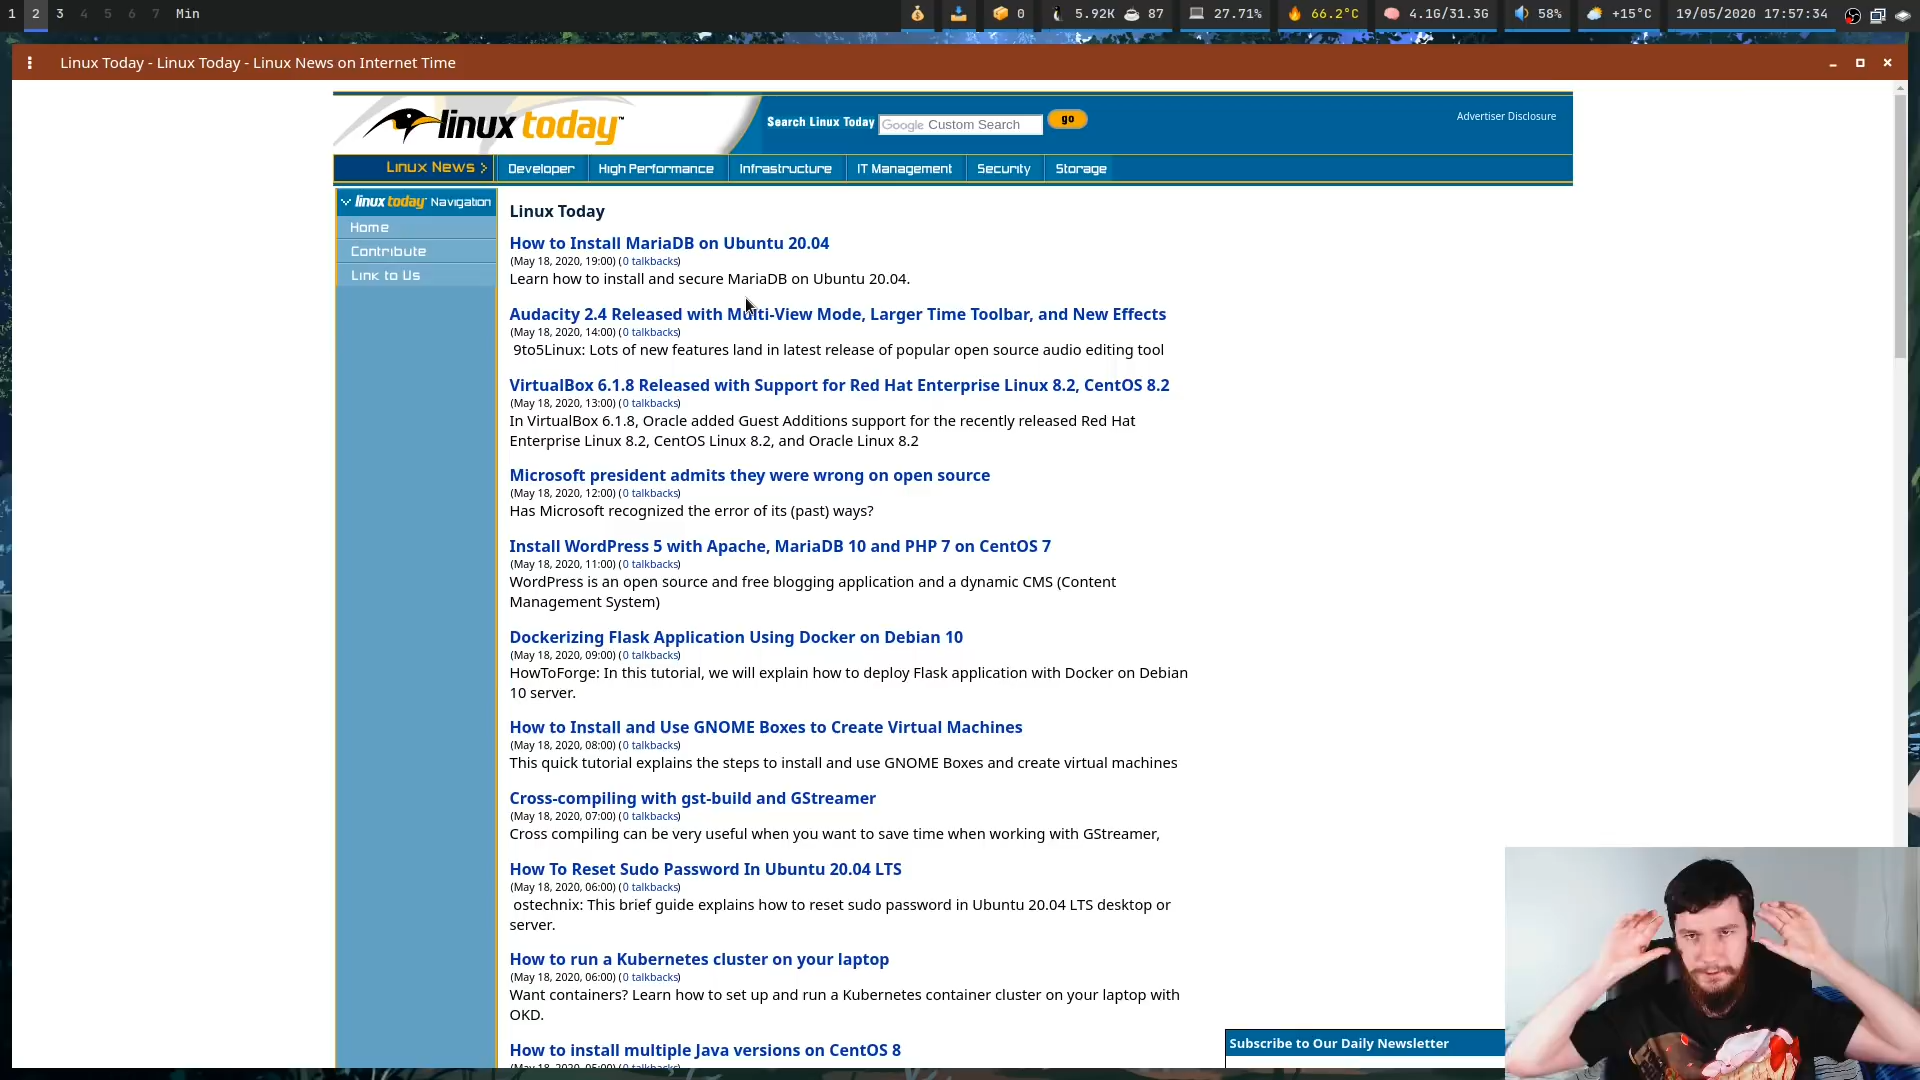 1 2 3 4 5 6 7 Min 0 5.92K 87 27.71% 66.2°C 4.1G/31.3G 58% +15°C 19/05/2020 17:57:34
Linux Today - Linux Today - Linux News on Internet Time
linux today™
Search Linux Today Google Custom Search go
Advertiser Disclosure
Linux News > Developer High Performance Infrastructure IT Management Security Storage
linux today Navigation
Home
Contribute
Link to Us
Linux Today
How to Install MariaDB on Ubuntu 20.04
(May 18, 2020, 19:00) (0 talkbacks)
Learn how to install and secure MariaDB on Ubuntu 20.04.
Audacity 2.4 Released with Multi-View Mode, Larger Time Toolbar, and New Effects
(May 18, 2020, 14:00) (0 talkbacks)
9to5Linux: Lots of new features land in latest release of popular open source audio editing tool
VirtualBox 6.1.8 Released with Support for Red Hat Enterprise Linux 8.2, CentOS 8.2
(May 18, 2020, 13:00) (0 talkbacks)
In VirtualBox 6.1.8, Oracle added Guest Additions support for the recently released Red Hat
Enterprise Linux 8.2, CentOS Linux 8.2, and Oracle Linux 8.2
Microsoft president admits they were wrong on open source
(May 18, 2020, 12:00) (0 talkbacks)
Has Microsoft recognized the error of its (past) ways?
Install WordPress 5 with Apache, MariaDB 10 and PHP 7 on CentOS 7
(May 18, 2020, 11:00) (0 talkbacks)
WordPress is an open source and free blogging application and a dynamic CMS (Content
Management System)
Dockerizing Flask Application Using Docker on Debian 10
(May 18, 2020, 09:00) (0 talkbacks)
HowToForge: In this tutorial, we will explain how to deploy Flask application with Docker on Debian
10 server.
How to Install and Use GNOME Boxes to Create Virtual Machines
(May 18, 2020, 08:00) (0 talkbacks)
This quick tutorial explains the steps to install and use GNOME Boxes and create virtual machines
Cross-compiling with gst-build and GStreamer
(May 18, 2020, 07:00) (0 talkbacks)
Cross compiling can be very useful when you want to save time when working with GStreamer,
How To Reset Sudo Password In Ubuntu 20.04 LTS
(May 18, 2020, 06:00) (0 talkbacks)
ostechnix: This brief guide explains how to reset sudo password in Ubuntu 20.04 LTS desktop or
server.
How to run a Kubernetes cluster on your laptop
(May 18, 2020, 06:00) (0 talkbacks)
Want containers? Learn how to set up and run a Kubernetes container cluster on your laptop with
OKD.
How to install multiple Java versions on CentOS 8
(May 18, 2020, 05:00) (0 talkbacks)
Subscribe to Our Daily Newsletter